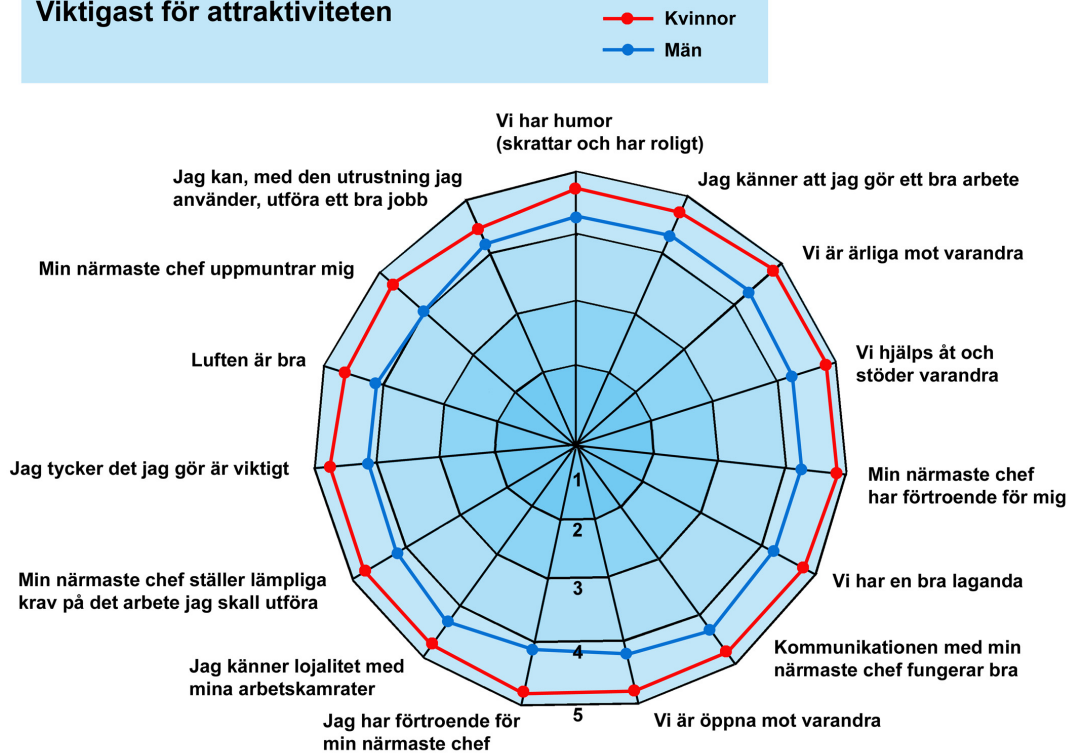 Viktigast för attraktiviteten
Kvinnor
Män
Vi har humor
(skrattar och har roligt)
Jag känner att jag gör ett bra arbete
Vi är ärliga mot varandra
Vi hjälps åt och
stöder varandra
Min närmaste chef
har förtroende för mig
Vi har en bra laganda
Kommunikationen med min
närmaste chef fungerar bra
Vi är öppna mot varandra
Jag har förtroende för
min närmaste chef
Jag känner lojalitet med
mina arbetskamrater
Min närmaste chef ställer lämpliga
krav på det arbete jag skall utföra
Jag tycker det jag gör är viktigt
Luften är bra
Min närmaste chef uppmuntrar mig
Jag kan, med den utrustning jag
använder, utföra ett bra jobb
1
2
3
4
5